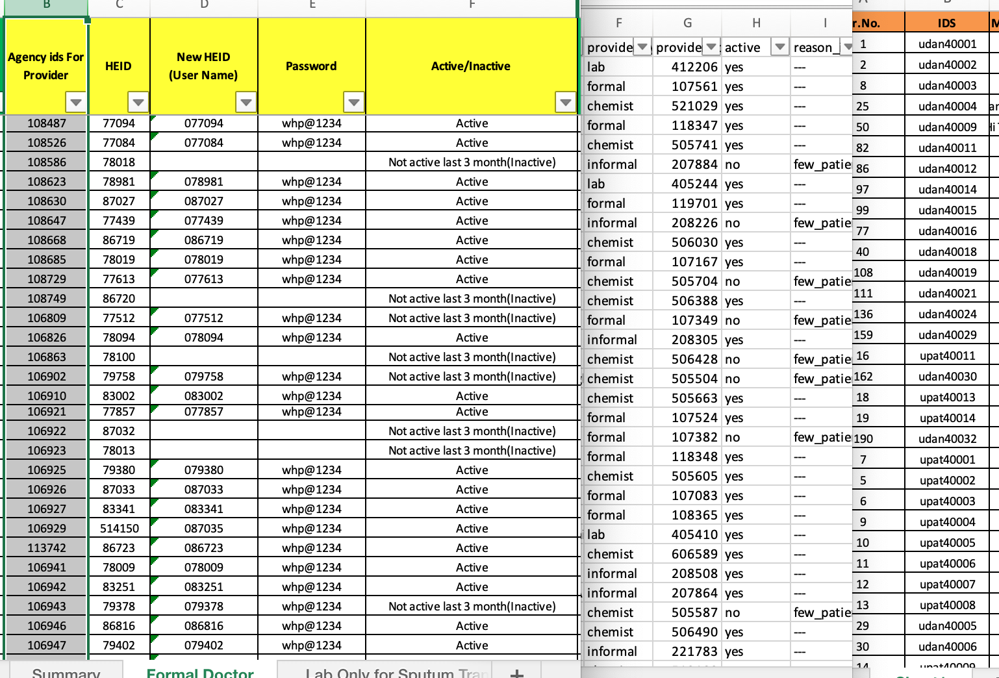 B C D E F
Agency ids For Provider HEID New HEID (User Name) Password Active/Inactive
108487 77094 077094 whp@1234 Active
108526 77084 077084 whp@1234 Active
108586 78018 Not active last 3 month(Inactive)
108623 78981 078981 whp@1234 Active
108630 87027 087027 whp@1234 Active
108647 77439 077439 whp@1234 Active
108668 86719 086719 whp@1234 Active
108685 78019 078019 whp@1234 Active
108729 77613 077613 whp@1234 Active
108749 86720 Not active last 3 month(Inactive)
106809 77512 077512 whp@1234 Not active last 3 month(Inactive)
106826 78094 078094 whp@1234 Active
106863 78100 Not active last 3 month(Inactive)
106902 79758 079758 whp@1234 Not active last 3 month(Inactive)
106910 83002 083002 whp@1234 Active
106921 77857 077857 whp@1234 Active
106922 87032 Not active last 3 month(Inactive)
106923 78013 Not active last 3 month(Inactive)
106925 79380 079380 whp@1234 Active
106926 87033 087033 whp@1234 Active
106927 83341 083341 whp@1234 Active
106929 514150 087035 whp@1234 Active
113742 86723 086723 whp@1234 Active
106941 78009 078009 whp@1234 Active
106942 83251 083251 whp@1234 Active
106943 79378 079378 whp@1234 Not active last 3 month(Inactive)
106946 86816 086816 whp@1234 Active
106947 79402 079402 whp@1234 Active
Summary Formal Doctor Lab Only for Sputum Tran +
F G H I
provide provide active reason_
lab 412206 yes ---
formal 107561 yes ---
chemist 521029 yes ---
formal 118347 yes ---
chemist 505741 yes ---
informal 207884 no few_patie
lab 405244 yes ---
formal 119701 yes ---
informal 208226 no few_patie
chemist 506030 yes ---
formal 107167 yes ---
chemist 505704 no few_patie
chemist 506388 yes ---
formal 107349 no few_patie
informal 208305 yes ---
chemist 506428 no few_patie
chemist 505504 no few_patie
chemist 505663 yes ---
formal 107524 yes ---
formal 107382 no few_patie
formal 118348 yes ---
chemist 505605 yes ---
formal 107083 yes ---
formal 108365 yes ---
lab 405410 yes ---
chemist 606589 yes ---
informal 208508 yes ---
informal 207864 yes ---
chemist 505587 no few_patie
chemist 506490 yes ---
informal 221783 yes ---
r.No. IDS M
1 udan40001
2 udan40002
8 udan40003
25 udan40004
50 udan40009
82 udan40011
86 udan40012
97 udan40014
99 udan40015
77 udan40016
40 udan40018
108 udan40019
111 udan40021
136 udan40024
159 udan40029
16 upat40011
162 udan40030
18 upat40013
19 upat40014
190 udan40032
7 upat40001
5 upat40002
6 upat40003
9 upat40004
10 upat40005
11 upat40006
12 upat40007
13 upat40008
29 udan40005
30 udan40006
14 upat40009